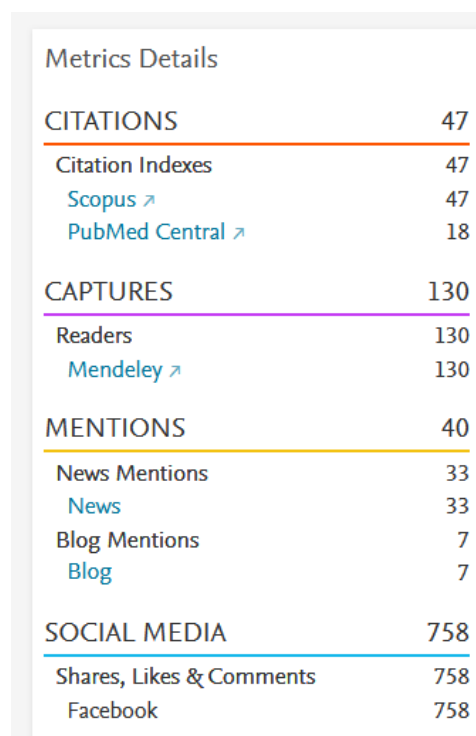 Metrics Details
CITATIONS 47
Citation Indexes 47
Scopus ↗ 47
PubMed Central ↗ 18
CAPTURES 130
Readers 130
Mendeley ↗ 130
MENTIONS 40
News Mentions 33
News 33
Blog Mentions 7
Blog 7
SOCIAL MEDIA 758
Shares, Likes & Comments 758
Facebook 758